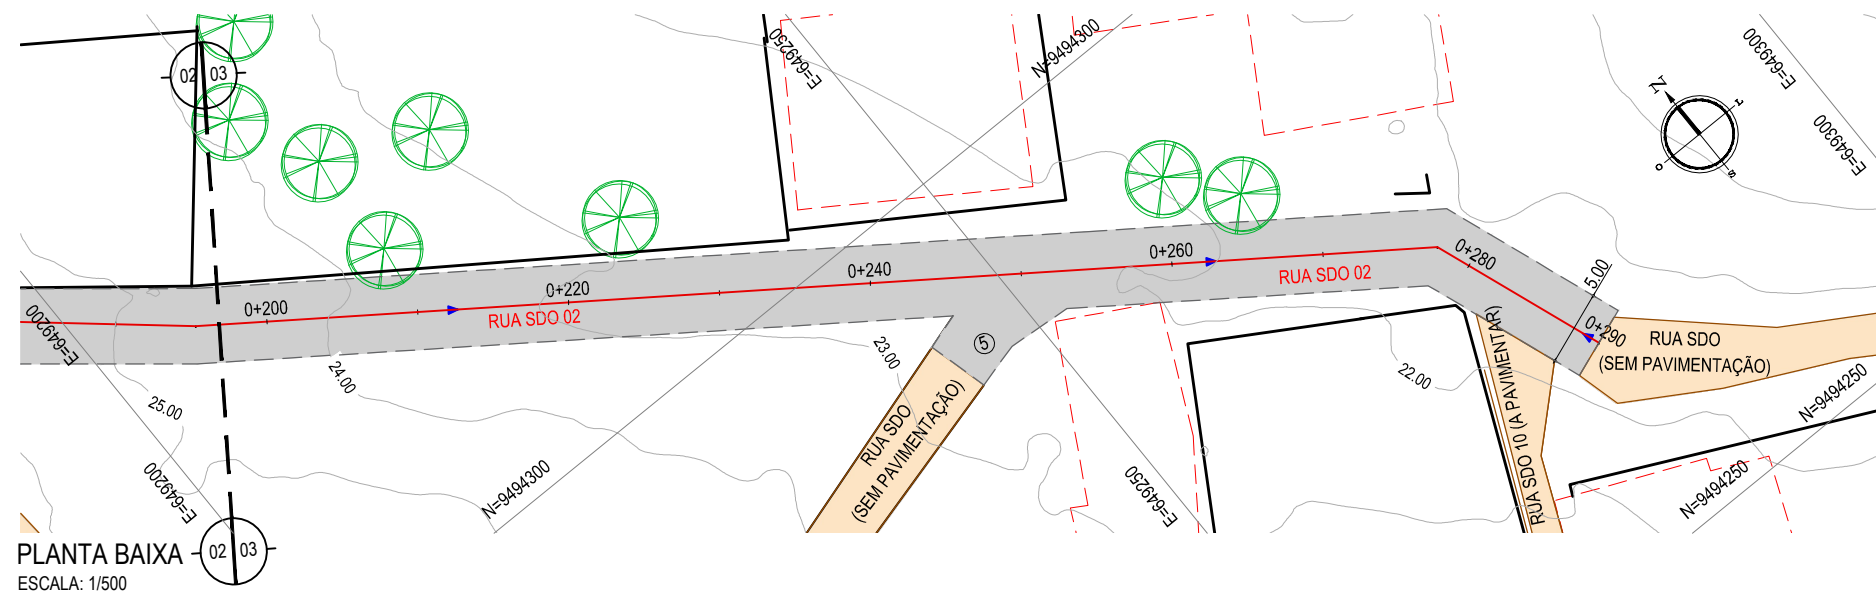 02 03
E=649250
N=9494300
E=649300
E=649300
N
L
O
S
0+200
0+220
0+240
0+260
0+280
0+290
5.00
RUA SDO 02
RUA SDO 02
E=649200
25.00
24.00
23.00
22.00
5
RUA SDO
(SEM PAVIMENTAÇÃO)
RUA SDO 10 (A PAVIMENTAR)
RUA SDO
(SEM PAVIMENTAÇÃO)
N=9494250
E=649200
N=9494300
E=649250
N=9494250
PLANTA BAIXA
ESCALA: 1/500
02 03